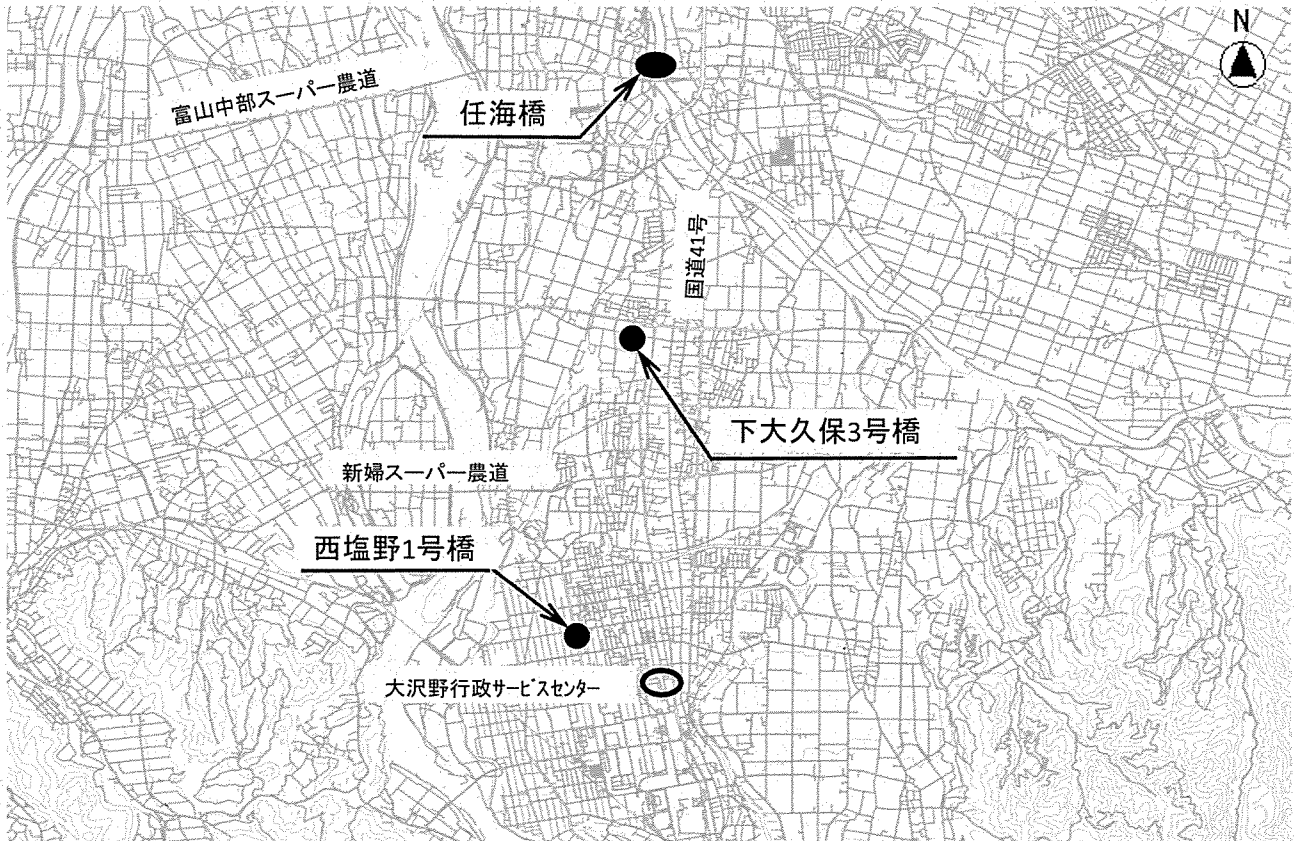 N
富山中部スーパー農道
任海橋
国道41号
下大久保3号橋
新婦スーパー農道
西塩野1号橋
大沢野行政サービスセンター